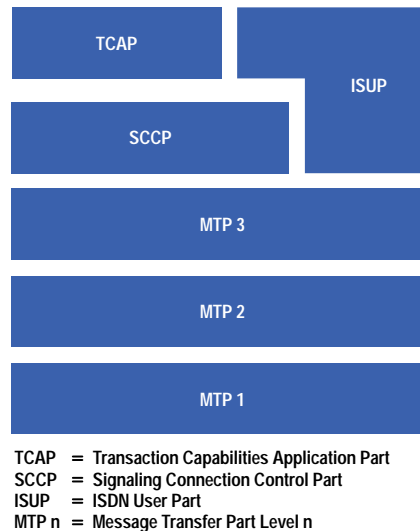 TCAP
ISUP
SCCP
MTP 3
MTP 2
MTP 1
TCAP = Transaction Capabilities Application Part
SCCP = Signaling Connection Control Part
ISUP = ISDN User Part
MTP n = Message Transfer Part Level n